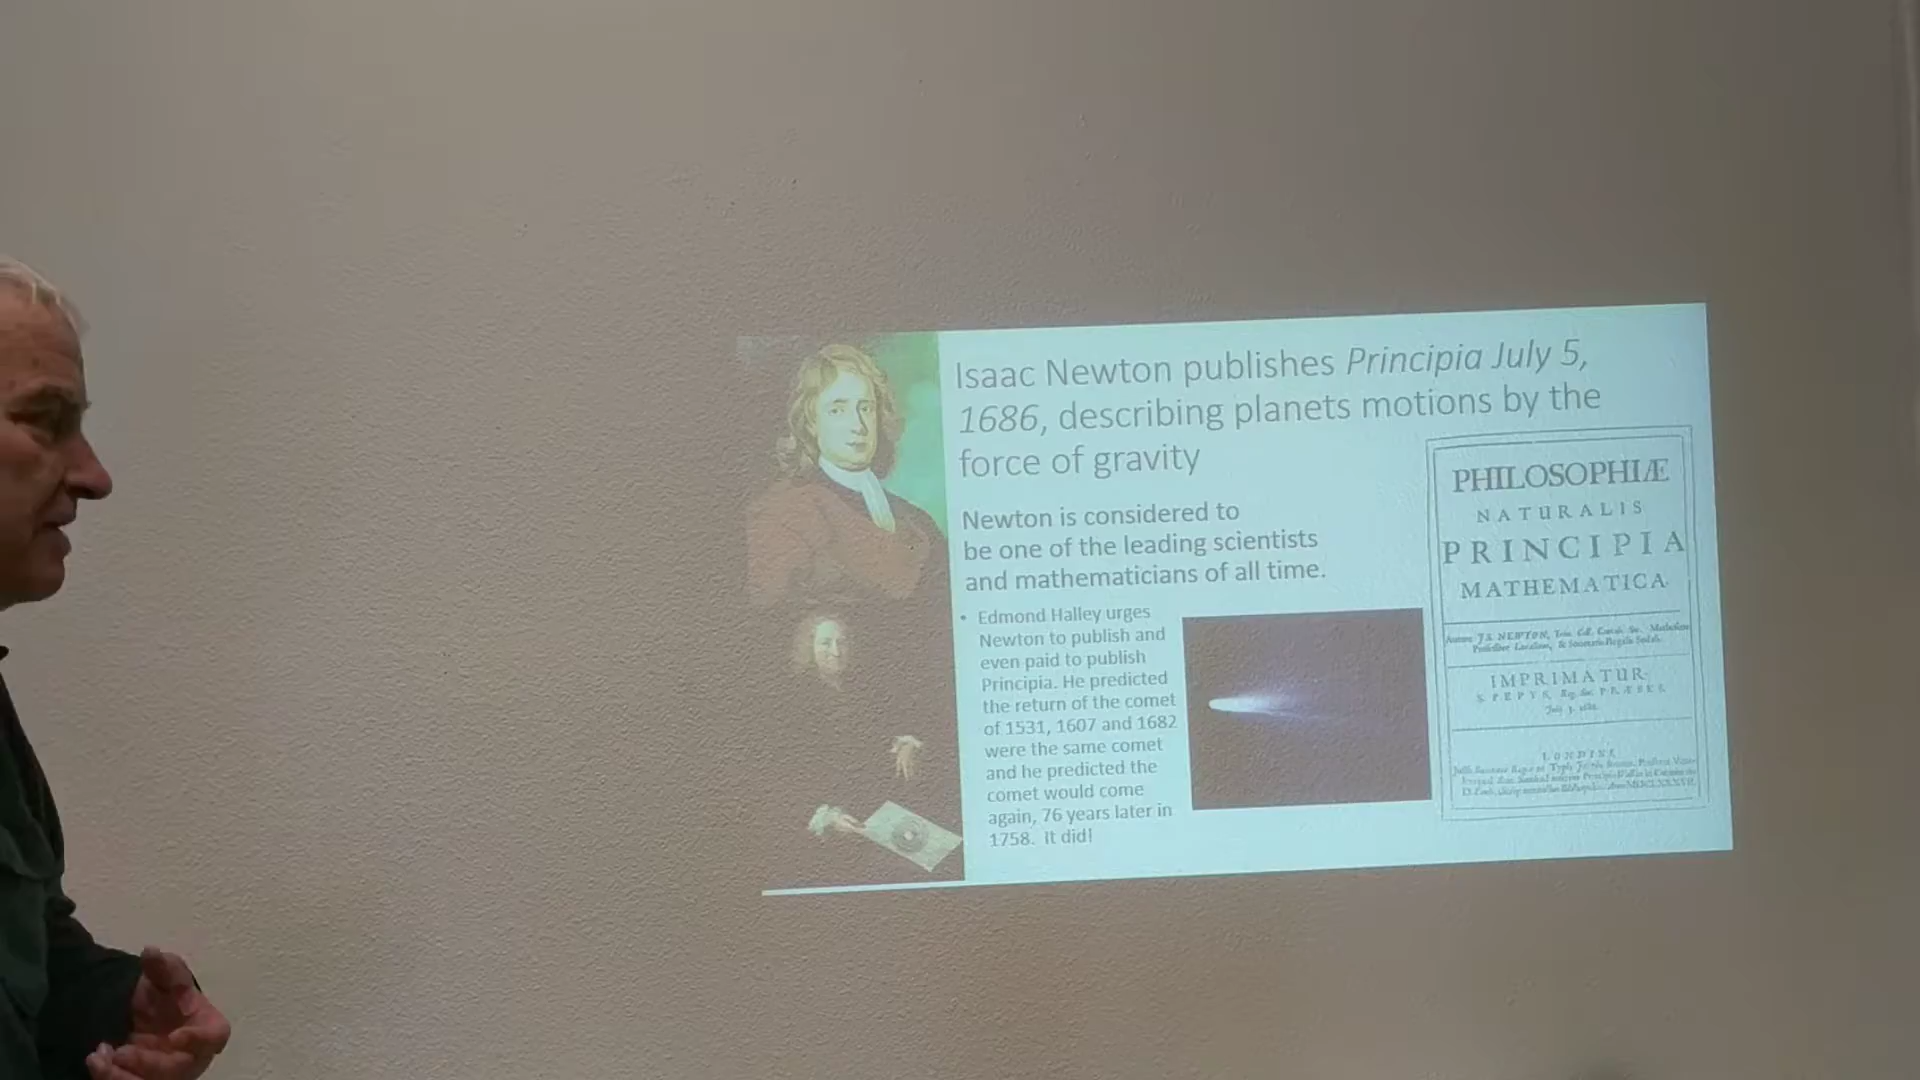 Isaac Newton publishes Principia July 5,
1686, describing planets motions by the
force of gravity
Newton is considered to
be one of the leading scientists
and mathematicians of all time.
• Edmond Halley urges
Newton to publish and
even paid to publish
Principia. He predicted
the return of the comet
of 1531, 1607 and 1682
were the same comet
and he predicted the
comet would come
again, 76 years later in
1758. It did!
PHILOSOPHIÆ
NATURALIS
PRINCIPIA
MATHEMATICA
NEWTON,
IMPRIMATUR
S. PEPYS, PRÆSES
LONDINI